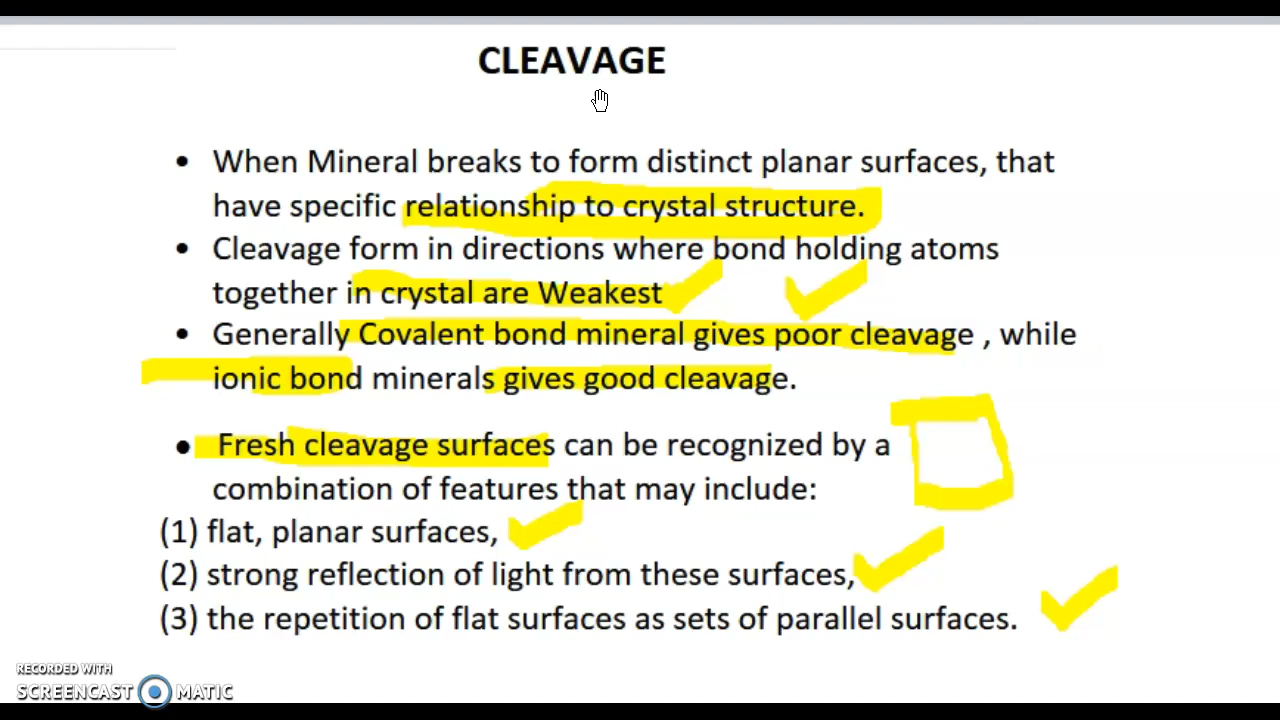 CLEAVAGE
• When Mineral breaks to form distinct planar surfaces, that
have specific relationship to crystal structure.
• Cleavage form in directions where bond holding atoms
together in crystal are Weakest
• Generally Covalent bond mineral gives poor cleavage , while
ionic bond minerals gives good cleavage.
• Fresh cleavage surfaces can be recognized by a
combination of features that may include:
(1) flat, planar surfaces,
(2) strong reflection of light from these surfaces,
(3) the repetition of flat surfaces as sets of parallel surfaces.
RECORDED WITH
SCREENCAST MATIC